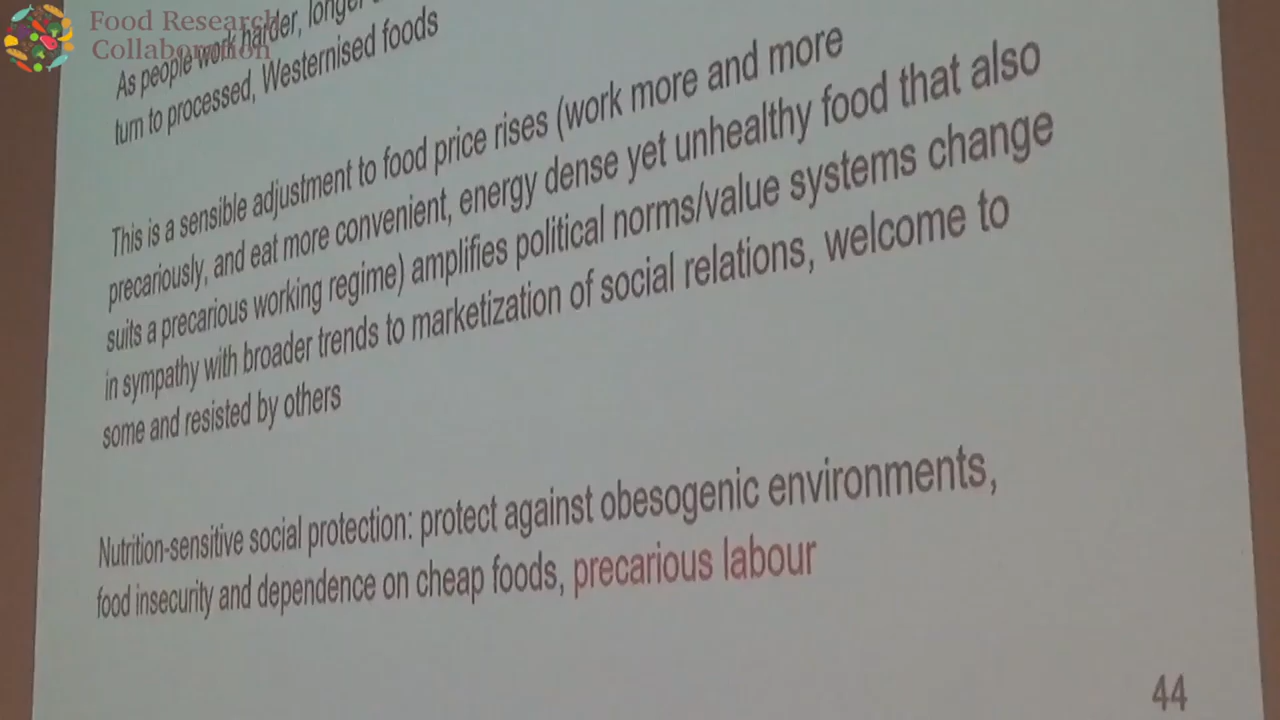 Food Research
Collaboration
As people work harder, longer
turn to processed, Westernised foods
This is a sensible adjustment to food price rises (work more and more
precariously, and eat more convenient, energy dense yet unhealthy food that also
suits a precarious working regime) amplifies political norms/value systems change
in sympathy with broader trends to marketization of social relations, welcome to
some and resisted by others
Nutrition-sensitive social protection: protect against obesogenic environments,
food insecurity and dependence on cheap foods, precarious labour
44